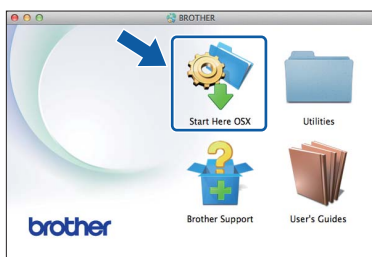 BROTHER
Start Here OSX
Utilities
Brother Support
User's Guides
brother